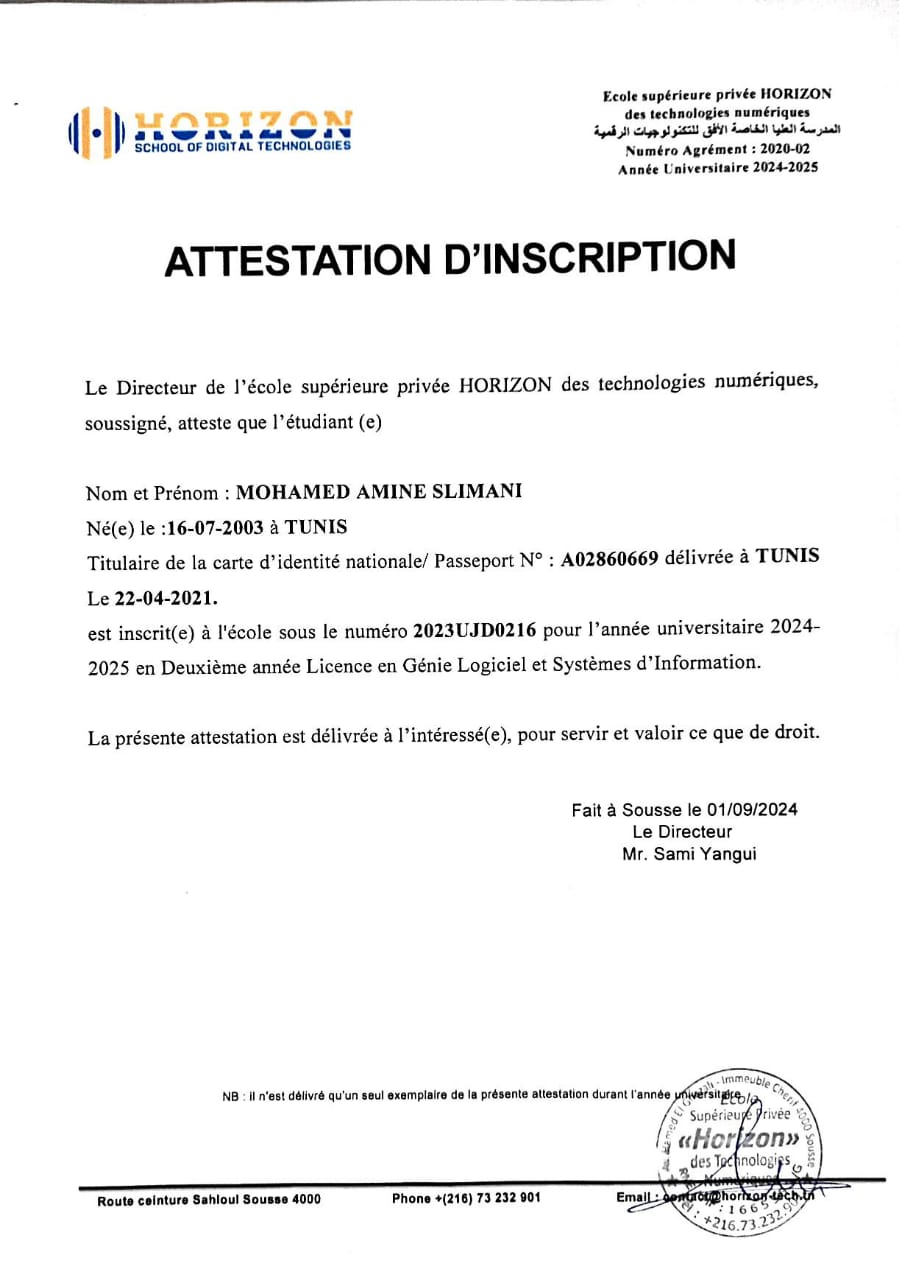 HORIZON
SCHOOL OF DIGITAL TECHNOLOGIES
Ecole supérieure privée HORIZON
des technologies numériques
المدرسة العليا الخاصة الأفق للتكنولوجيات الرقمية
Numéro Agrément : 2020-02
Année Universitaire 2024-2025
ATTESTATION D'INSCRIPTION
Le Directeur de l'école supérieure privée HORIZON des technologies numériques,
soussigné, atteste que l'étudiant (e)
Nom et Prénom : MOHAMED AMINE SLIMANI
Né(e) le :16-07-2003 à TUNIS
Titulaire de la carte d'identité nationale/ Passeport N° : A02860669 délivrée à TUNIS
Le 22-04-2021.
est inscrit(e) à l'école sous le numéro 2023UJD0216 pour l'année universitaire 2024-
2025 en Deuxième année Licence en Génie Logiciel et Systèmes d'Information.
La présente attestation est délivrée à l'intéressé(e), pour servir et valoir ce que de droit.
Fait à Sousse le 01/09/2024
Le Directeur
Mr. Sami Yangui
NB : il n'est délivré qu'un seul exemplaire de la présente attestation durant l'année universitaire
Immeuble Cherif 4000 Sousse
Ecole
Supérieure Privée
«Horizon»
des Technologies
Numériques
+216.73.232.90
Route ceinture Sahloul Sousse 4000
Phone +(216) 73 232 901
Email : contact@horizon-tech.tn